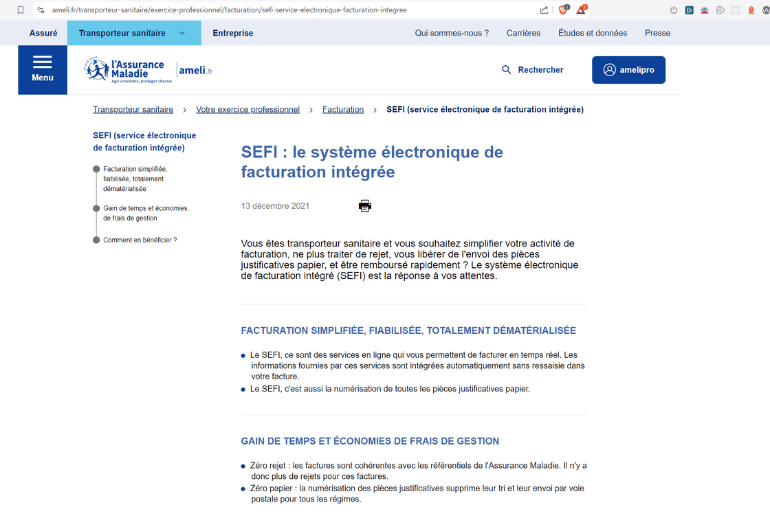 ameli.fr/transporteur-sanitaire/exercice-professionnel/facturation/sefi-service-electronique-facturation-integree
Assuré
Transporteur sanitaire
Entreprise
Qui sommes-nous ?
Carrières
Études et données
Presse
Menu
l'Assurance
Maladie
Agir ensemble, protéger chacun
ameli.fr
Rechercher
amelipro
Transporteur sanitaire > Votre exercice professionnel > Facturation > SEFI (service électronique de facturation intégrée)
SEFI (service électronique
de facturation intégrée)
Facturation simplifiée,
fiabilisée, totalement
dématérialisée
Gain de temps et économies
de frais de gestion
Comment en bénéficier ?
SEFI : le système électronique de
facturation intégrée
13 décembre 2021
Vous êtes transporteur sanitaire et vous souhaitez simplifier votre activité de
facturation, ne plus traiter de rejet, vous libérer de l'envoi des pièces
justificatives papier, et être remboursé rapidement ? Le système électronique
de facturation intégré (SEFI) est la réponse à vos attentes.
FACTURATION SIMPLIFIÉE, FIABILISÉE, TOTALEMENT DÉMATÉRIALISÉE
Le SEFI, ce sont des services en ligne qui vous permettent de facturer en temps réel. Les
informations fournies par ces services sont intégrées automatiquement sans ressaisie dans
votre facture.
Le SEFI, c'est aussi la numérisation de toutes les pièces justificatives papier.
GAIN DE TEMPS ET ÉCONOMIES DE FRAIS DE GESTION
Zéro rejet : les factures sont cohérentes avec les référentiels de l'Assurance Maladie. Il n'y a
donc plus de rejets pour ces factures.
Zéro papier : la numérisation des pièces justificatives supprime leur tri et leur envoi par voie
postale pour tous les régimes.